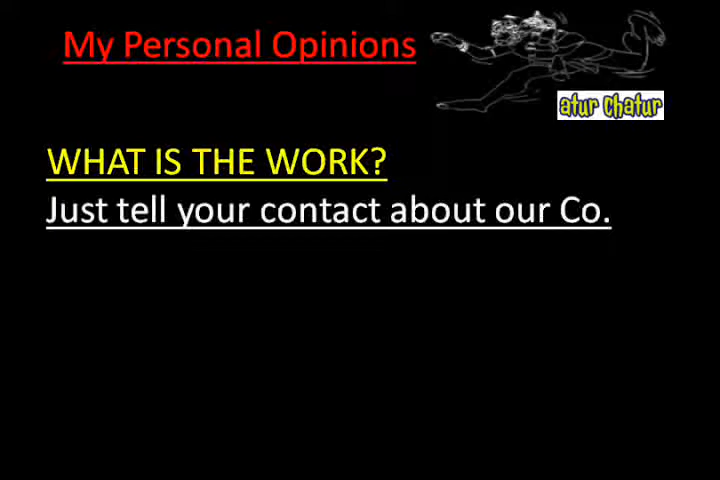 My Personal Opinions
atur chatur
WHAT IS THE WORK?
Just tell your contact about our Co.